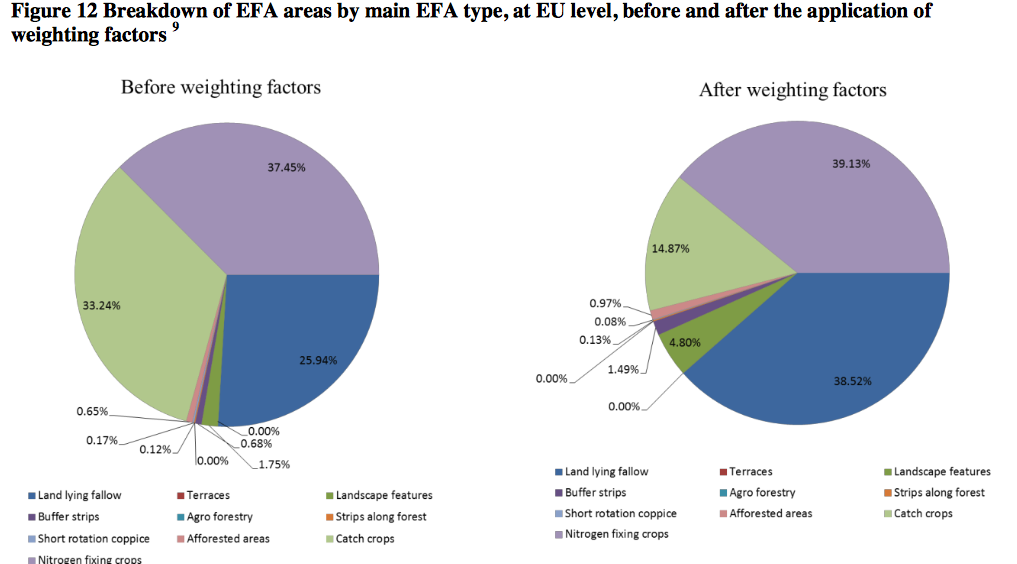 Figure 12 Breakdown of EFA areas by main EFA type, at EU level, before and after the application of
weighting factors 9
Before weighting factors
37.45%
33.24%
25.94%
0.65%
0.17%
0.12%
0.00%
0.00%
0.68%
1.75%
Land lying fallow
Terraces
Landscape features
Buffer strips
Agro forestry
Strips along forest
Short rotation coppice
Afforested areas
Catch crops
Nitrogen fixing crops
After weighting factors
39.13%
14.87%
0.97%
0.08%
0.13%
4.80%
1.49%
0.00%
38.52%
0.00%
Land lying fallow
Terraces
Landscape features
Buffer strips
Agro forestry
Strips along forest
Short rotation coppice
Afforested areas
Catch crops
Nitrogen fixing crops